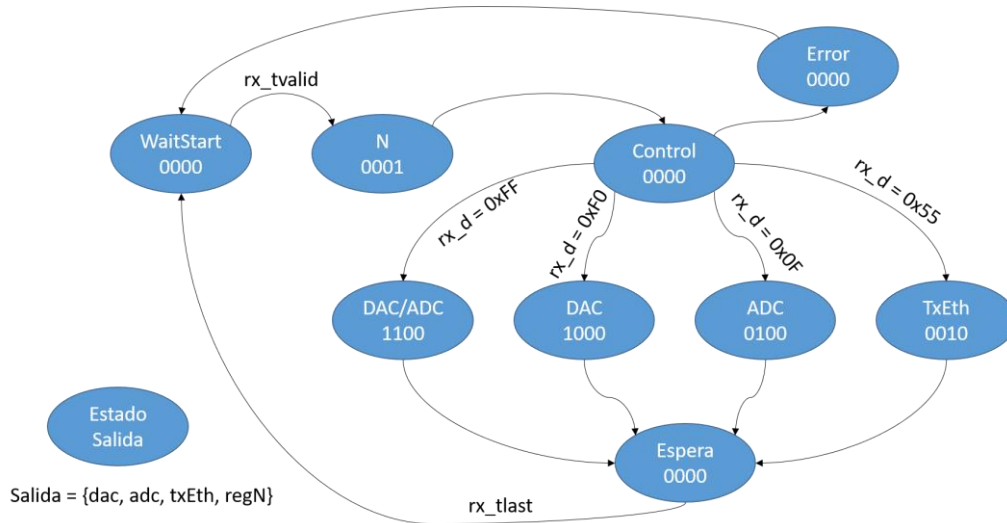 Error
0000
rx_tvalid
WaitStart
0000
N
0001
Control
0000
rx_d = 0xFF
rx_d = 0xF0
rx_d = 0x0F
rx_d = 0x55
DAC/ADC
1100
DAC
1000
ADC
0100
TxEth
0010
Estado
Salida
Espera
0000
Salida = {dac, adc, txEth, regN}
rx_tlast